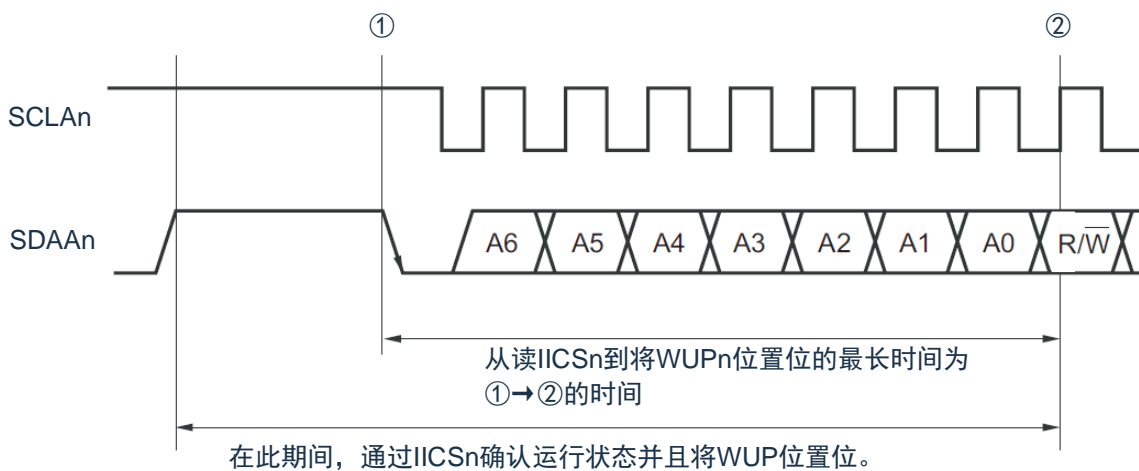 ① ②
SCLAn
SDAAn A6 A5 A4 A3 A2 A1 A0 R/W̅
从读IICSn到将WUPn位置位的最长时间为
①→②的时间
在此期间，通过IICSn确认运行状态并且将WUP位置位。